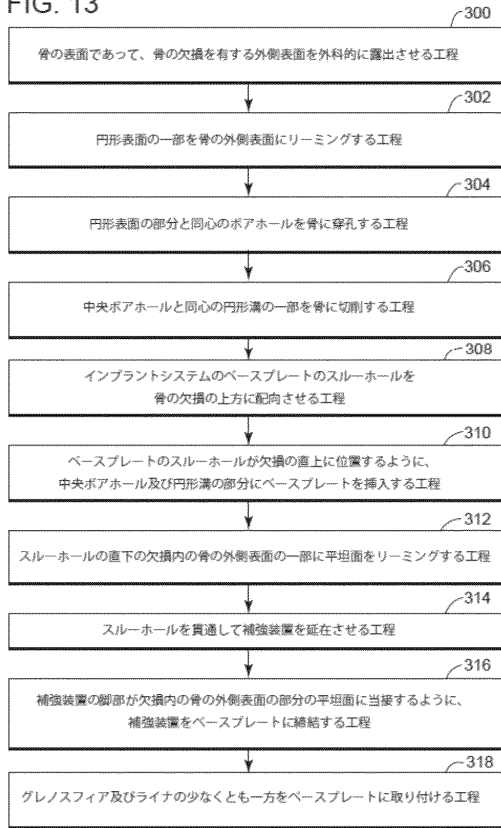 FIG. 13
300
骨の表面であって、骨の欠損を有する外側表面を外科的に露出させる工程
302
円形表面の一部を骨の外側表面にリーミングする工程
304
円形表面の部分と同心のボアホールを骨に穿孔する工程
306
中央ボアホールと同心の円形溝の一部を骨に切削する工程
308
インプラントシステムのベースプレートのスルーホールを
骨の欠損の上方に配向させる工程
310
ベースプレートのスルーホールが欠損の直上に位置するように、
中央ボアホール及び円形溝の部分にベースプレートを挿入する工程
312
スルーホールの直下の欠損内の骨の外側表面の一部に平坦面をリーミングする工程
314
スルーホールを貫通して補強装置を延在させる工程
316
補強装置の脚部が欠損内の骨の外側表面の部分の平坦面に当接するように、
補強装置をベースプレートに締結する工程
318
グレノスフィア及びライナの少なくとも一方をベースプレートに取り付ける工程